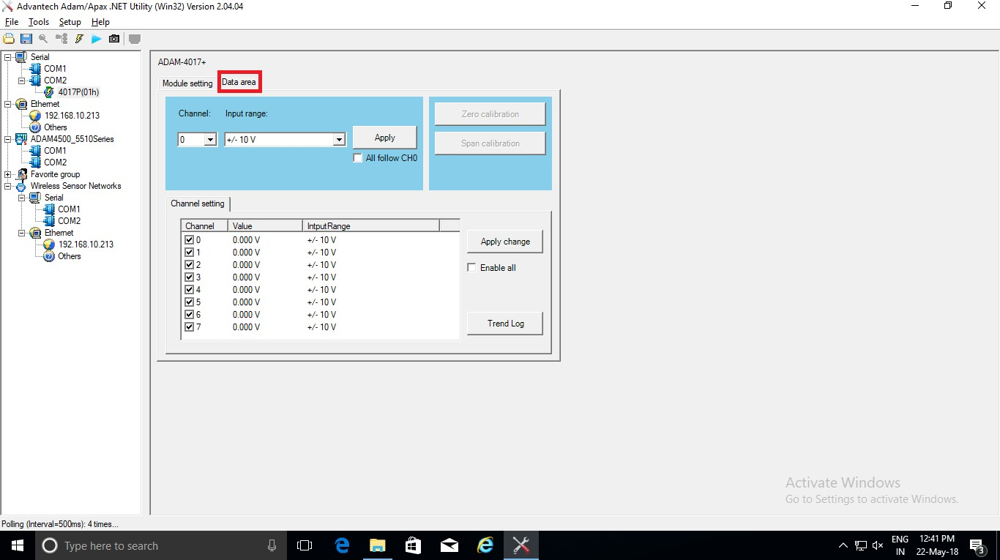 Advantech Adam/Apax .NET Utility (Win32) Version 2.04.04
File Tools Setup Help
Serial
COM1
COM2
4017P(01h)
Ethernet
192.168.10.213
Others
ADAM4500_5510Series
COM1
COM2
Favorite group
Wireless Sensor Networks
Serial
COM1
COM2
Ethernet
192.168.10.213
Others
ADAM-4017+
Module setting Data area
Channel: Input range:
0 +/- 10 V Apply
All follow CH0
Zero calibration
Span calibration
Channel setting
Channel Value IntputRange
0 0.000 V +/- 10 V
1 0.000 V +/- 10 V
2 0.000 V +/- 10 V
3 0.000 V +/- 10 V
4 0.000 V +/- 10 V
5 0.000 V +/- 10 V
6 0.000 V +/- 10 V
7 0.000 V +/- 10 V
Apply change
Enable all
Trend Log
Activate Windows
Go to Settings to activate Windows.
Polling (Interval=500ms): 4 times...
Type here to search
ENG
IN
12:41 PM
22-May-18
3